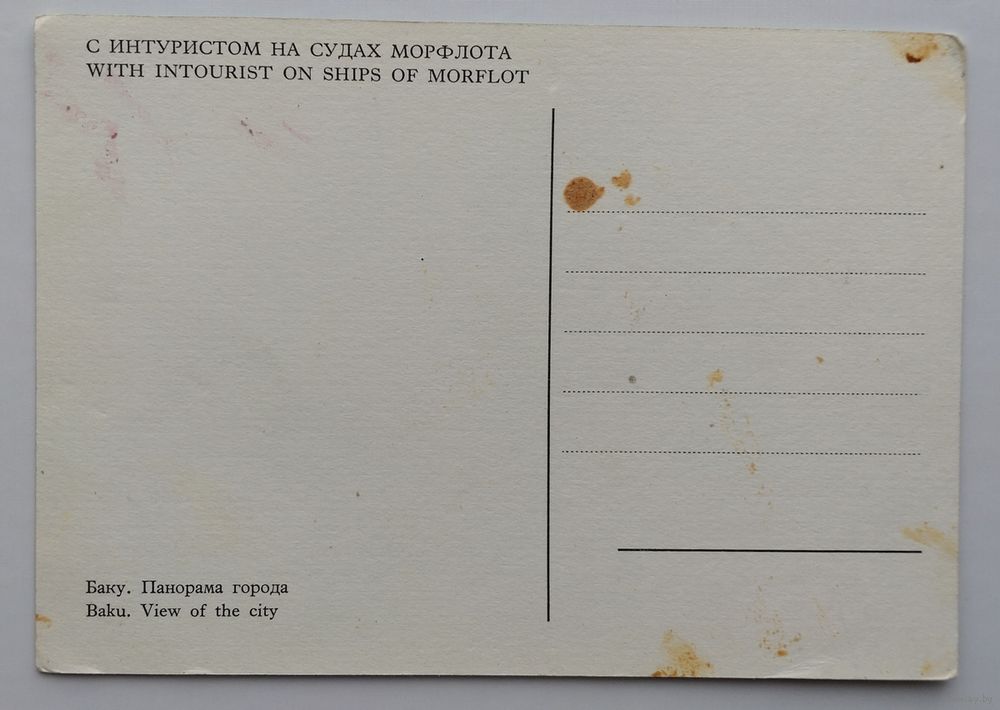 С ИНТУРИСТОМ НА СУДАХ МОРФЛОТА
WITH INTOURIST ON SHIPS OF MORFLOT
Баку. Панорама города
Baku. View of the city